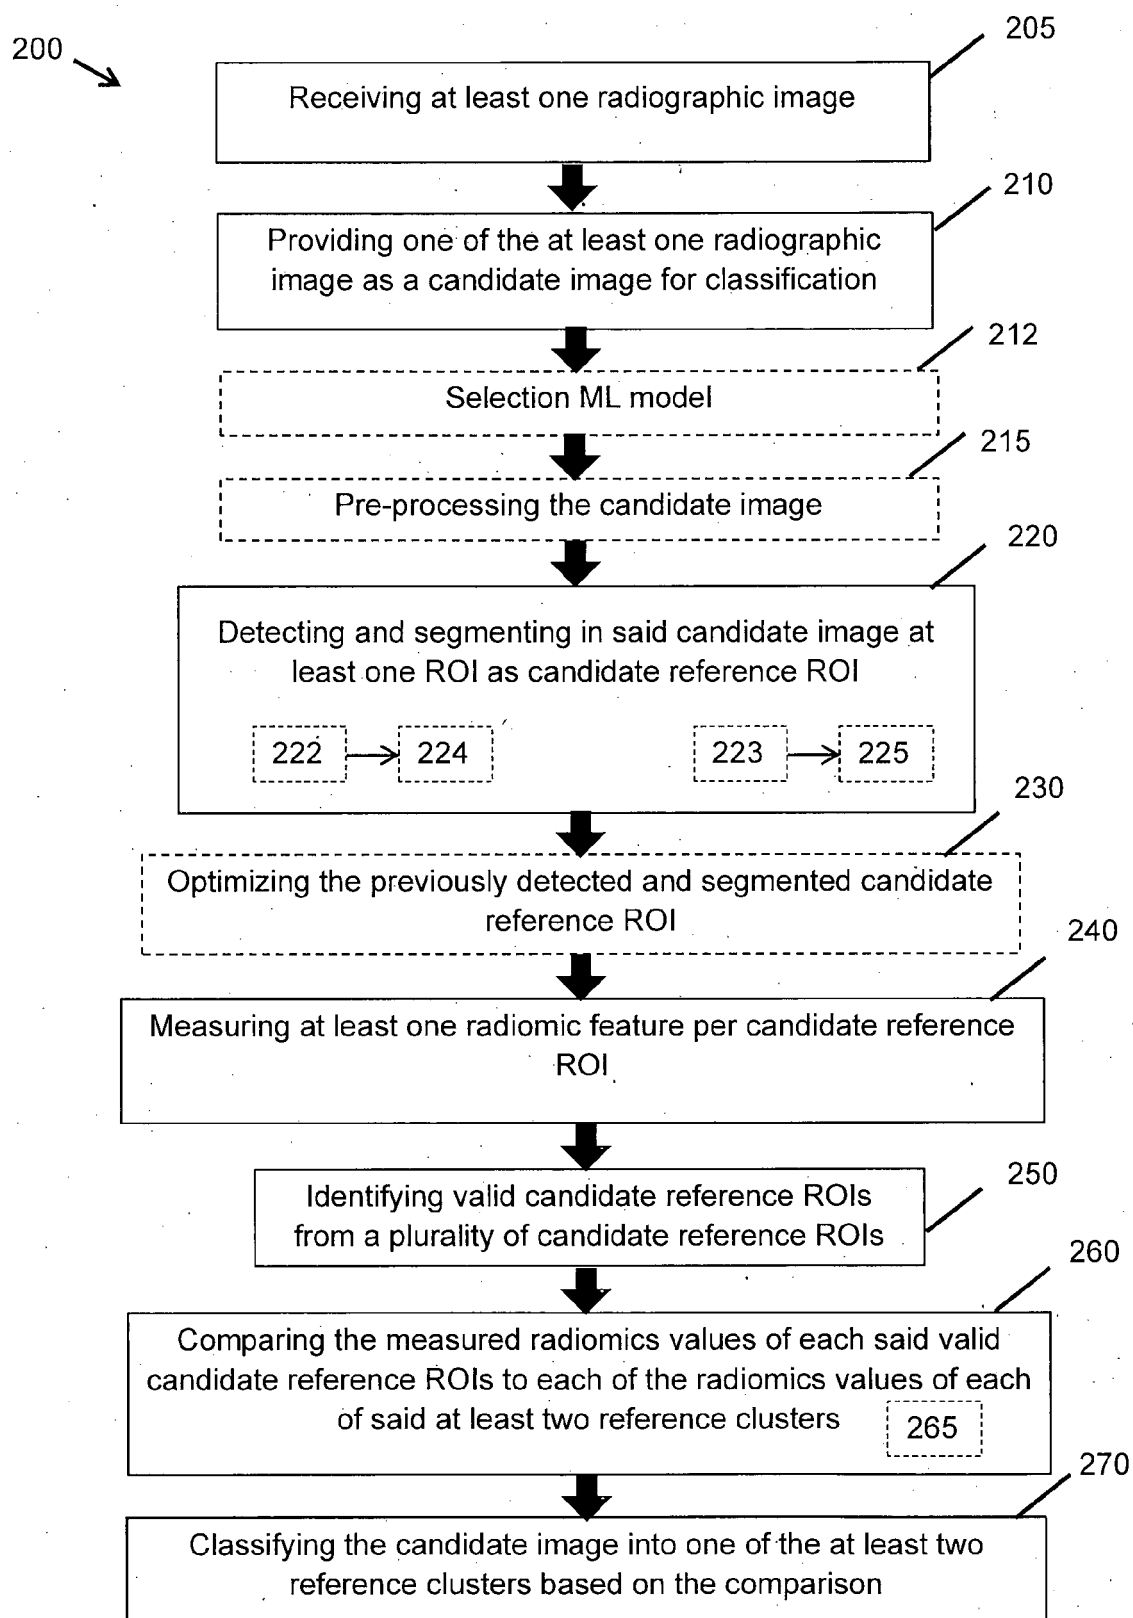 200
205
Receiving at least one radiographic image
210
Providing one of the at least one radiographic
image as a candidate image for classification
212
Selection ML model
215
Pre-processing the candidate image
220
Detecting and segmenting in said candidate image at
least one ROI as candidate reference ROI
222 224 223 225
230
Optimizing the previously detected and segmented candidate
reference ROI
240
Measuring at least one radiomic feature per candidate reference
ROI
250
Identifying valid candidate reference ROIs
from a plurality of candidate reference ROIs
260
Comparing the measured radiomics values of each said valid
candidate reference ROIs to each of the radiomics values of each
of said at least two reference clusters
265
270
Classifying the candidate image into one of the at least two
reference clusters based on the comparison